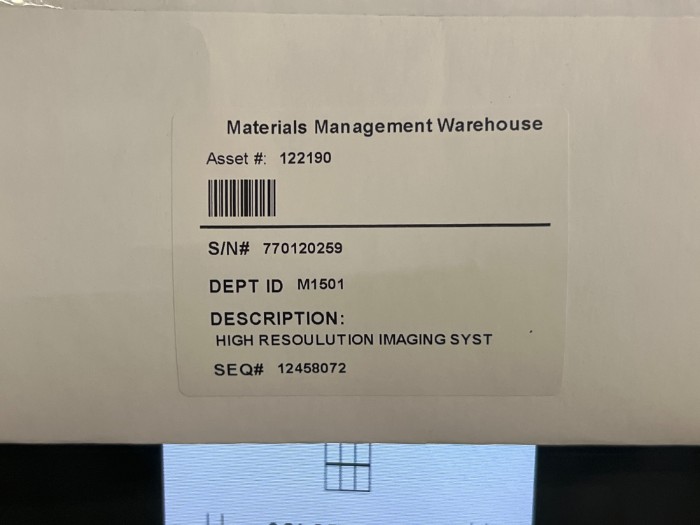 Materials Management Warehouse
Asset #: 122190
S/N# 770120259
DEPT ID M1501
DESCRIPTION:
HIGH RESOULUTION IMAGING SYST
SEQ# 12458072